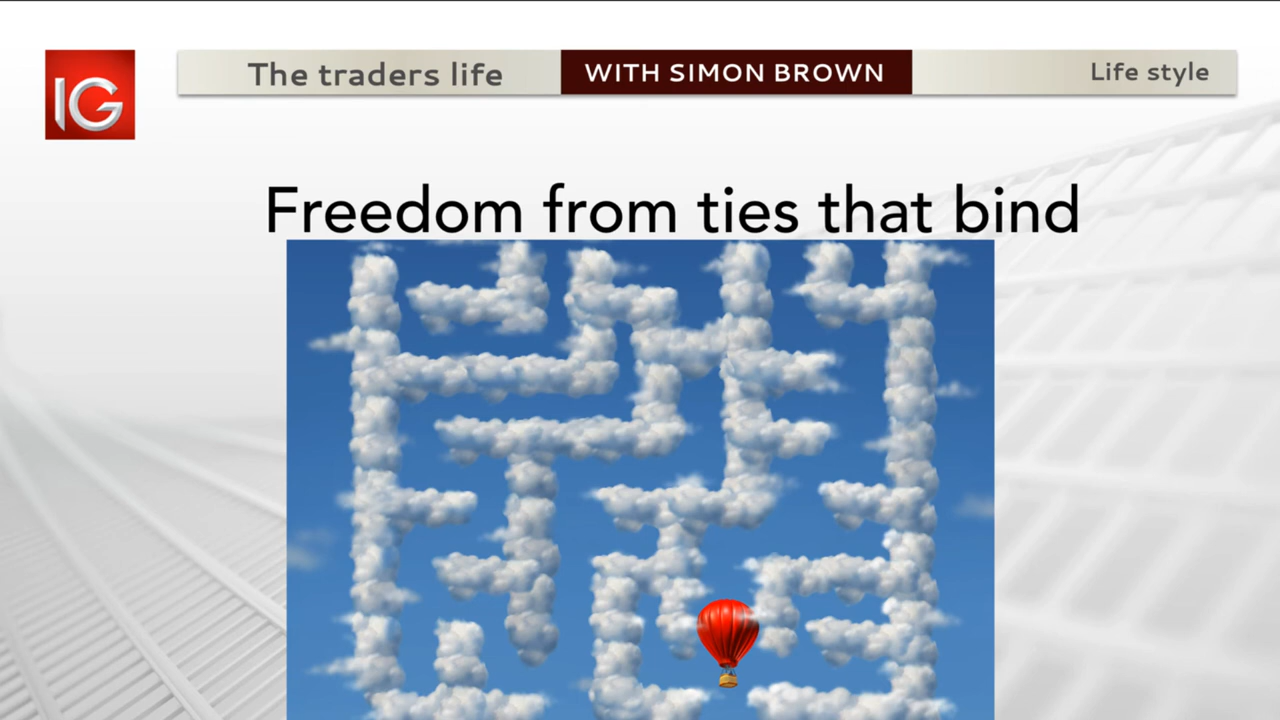 IG
The traders life
WITH SIMON BROWN
Life style
Freedom from ties that bind